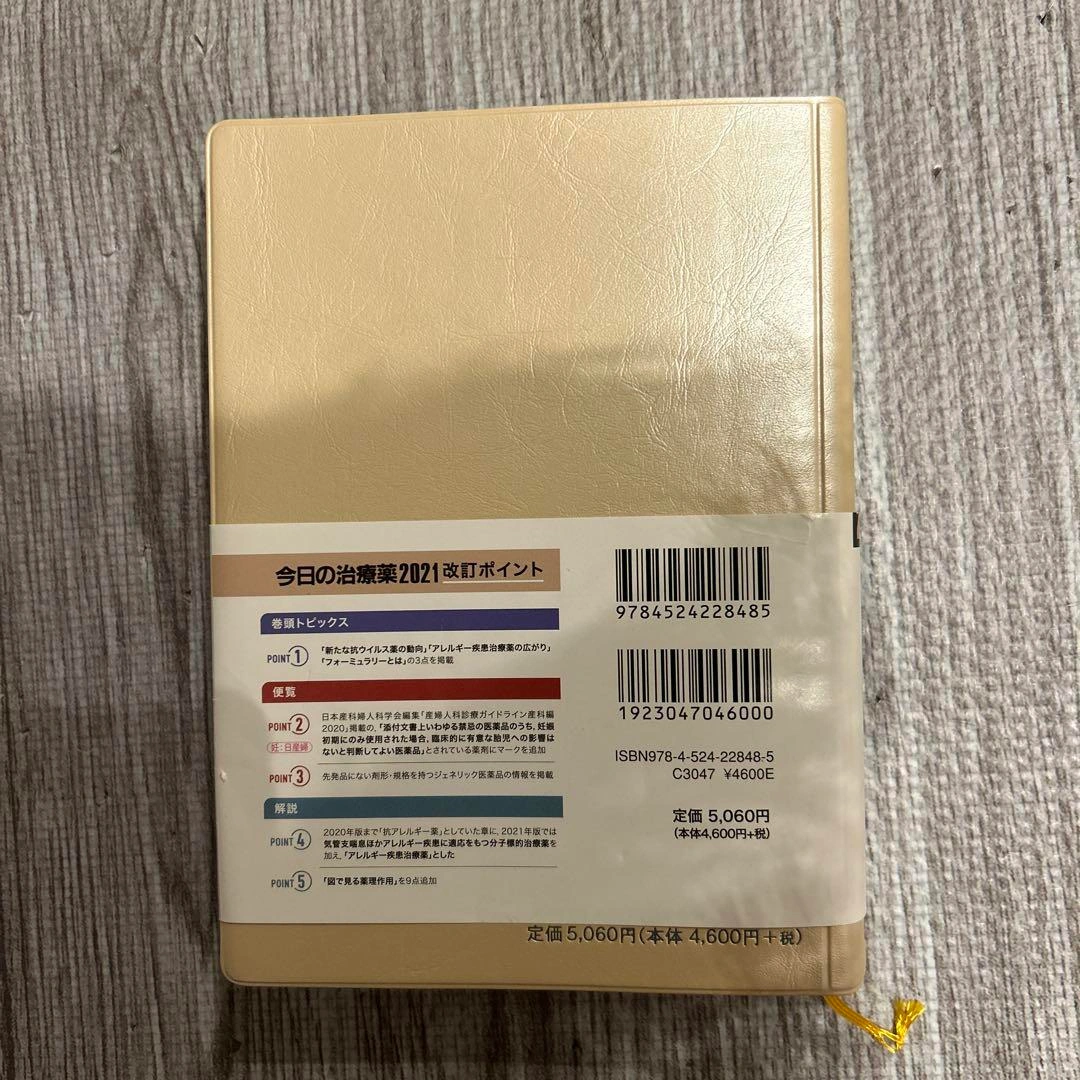 今日の治療薬2021 改訂ポイント
巻頭トピックス
POINT 1
「新たな抗ウイルス薬の動向」「アレルギー疾患治療薬の広がり」
「フォーミュラリーとは」の3点を掲載
便覧
POINT 2
妊:日産婦
日本産科婦人科学会編集「産婦人科診療ガイドライン産科編
2020」掲載の、「添付文書上いわゆる禁忌の医薬品のうち、妊娠
初期にのみ使用された場合、臨床的に有意な胎児への影響は
ないと判断してよい医薬品」とされている薬剤にマークを追加
POINT 3
先発品にない剤形・規格を持つジェネリック医薬品の情報を掲載
解説
POINT 4
2020年版まで「抗アレルギー薬」としていた章に、2021年版では
気管支喘息ほかアレルギー疾患に適応をもつ分子標的治療薬を
加え、「アレルギー疾患治療薬」とした
POINT 5
「図で見る薬理作用」を9点追加
9784524228485
1923047046000
ISBN978-4-524-22848-5
C3047 ¥4600E
定価 5,060円
(本体4,600円+税)
定価5,060円(本体 4,600円+税)